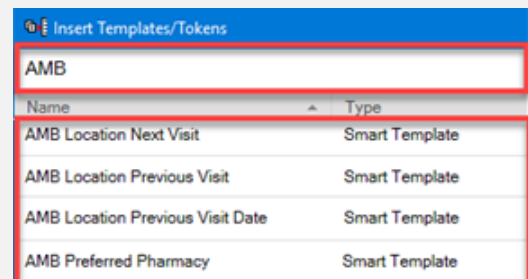 Insert Templates/Tokens
AMB
Name Type
AMB Location Next Visit Smart Template
AMB Location Previous Visit Smart Template
AMB Location Previous Visit Date Smart Template
AMB Preferred Pharmacy Smart Template